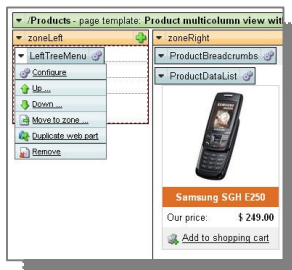 /Products - page template: Product multicolumn view wit
zoneLeft
zoneRight
LeftTreeMenu
Configure
Up ...
Down ...
Move to zone ...
Duplicate web part
Remove
ProductBreadcrumbs
ProductDataList
Samsung SGH E250
Our price: $ 249.00
Add to shopping cart